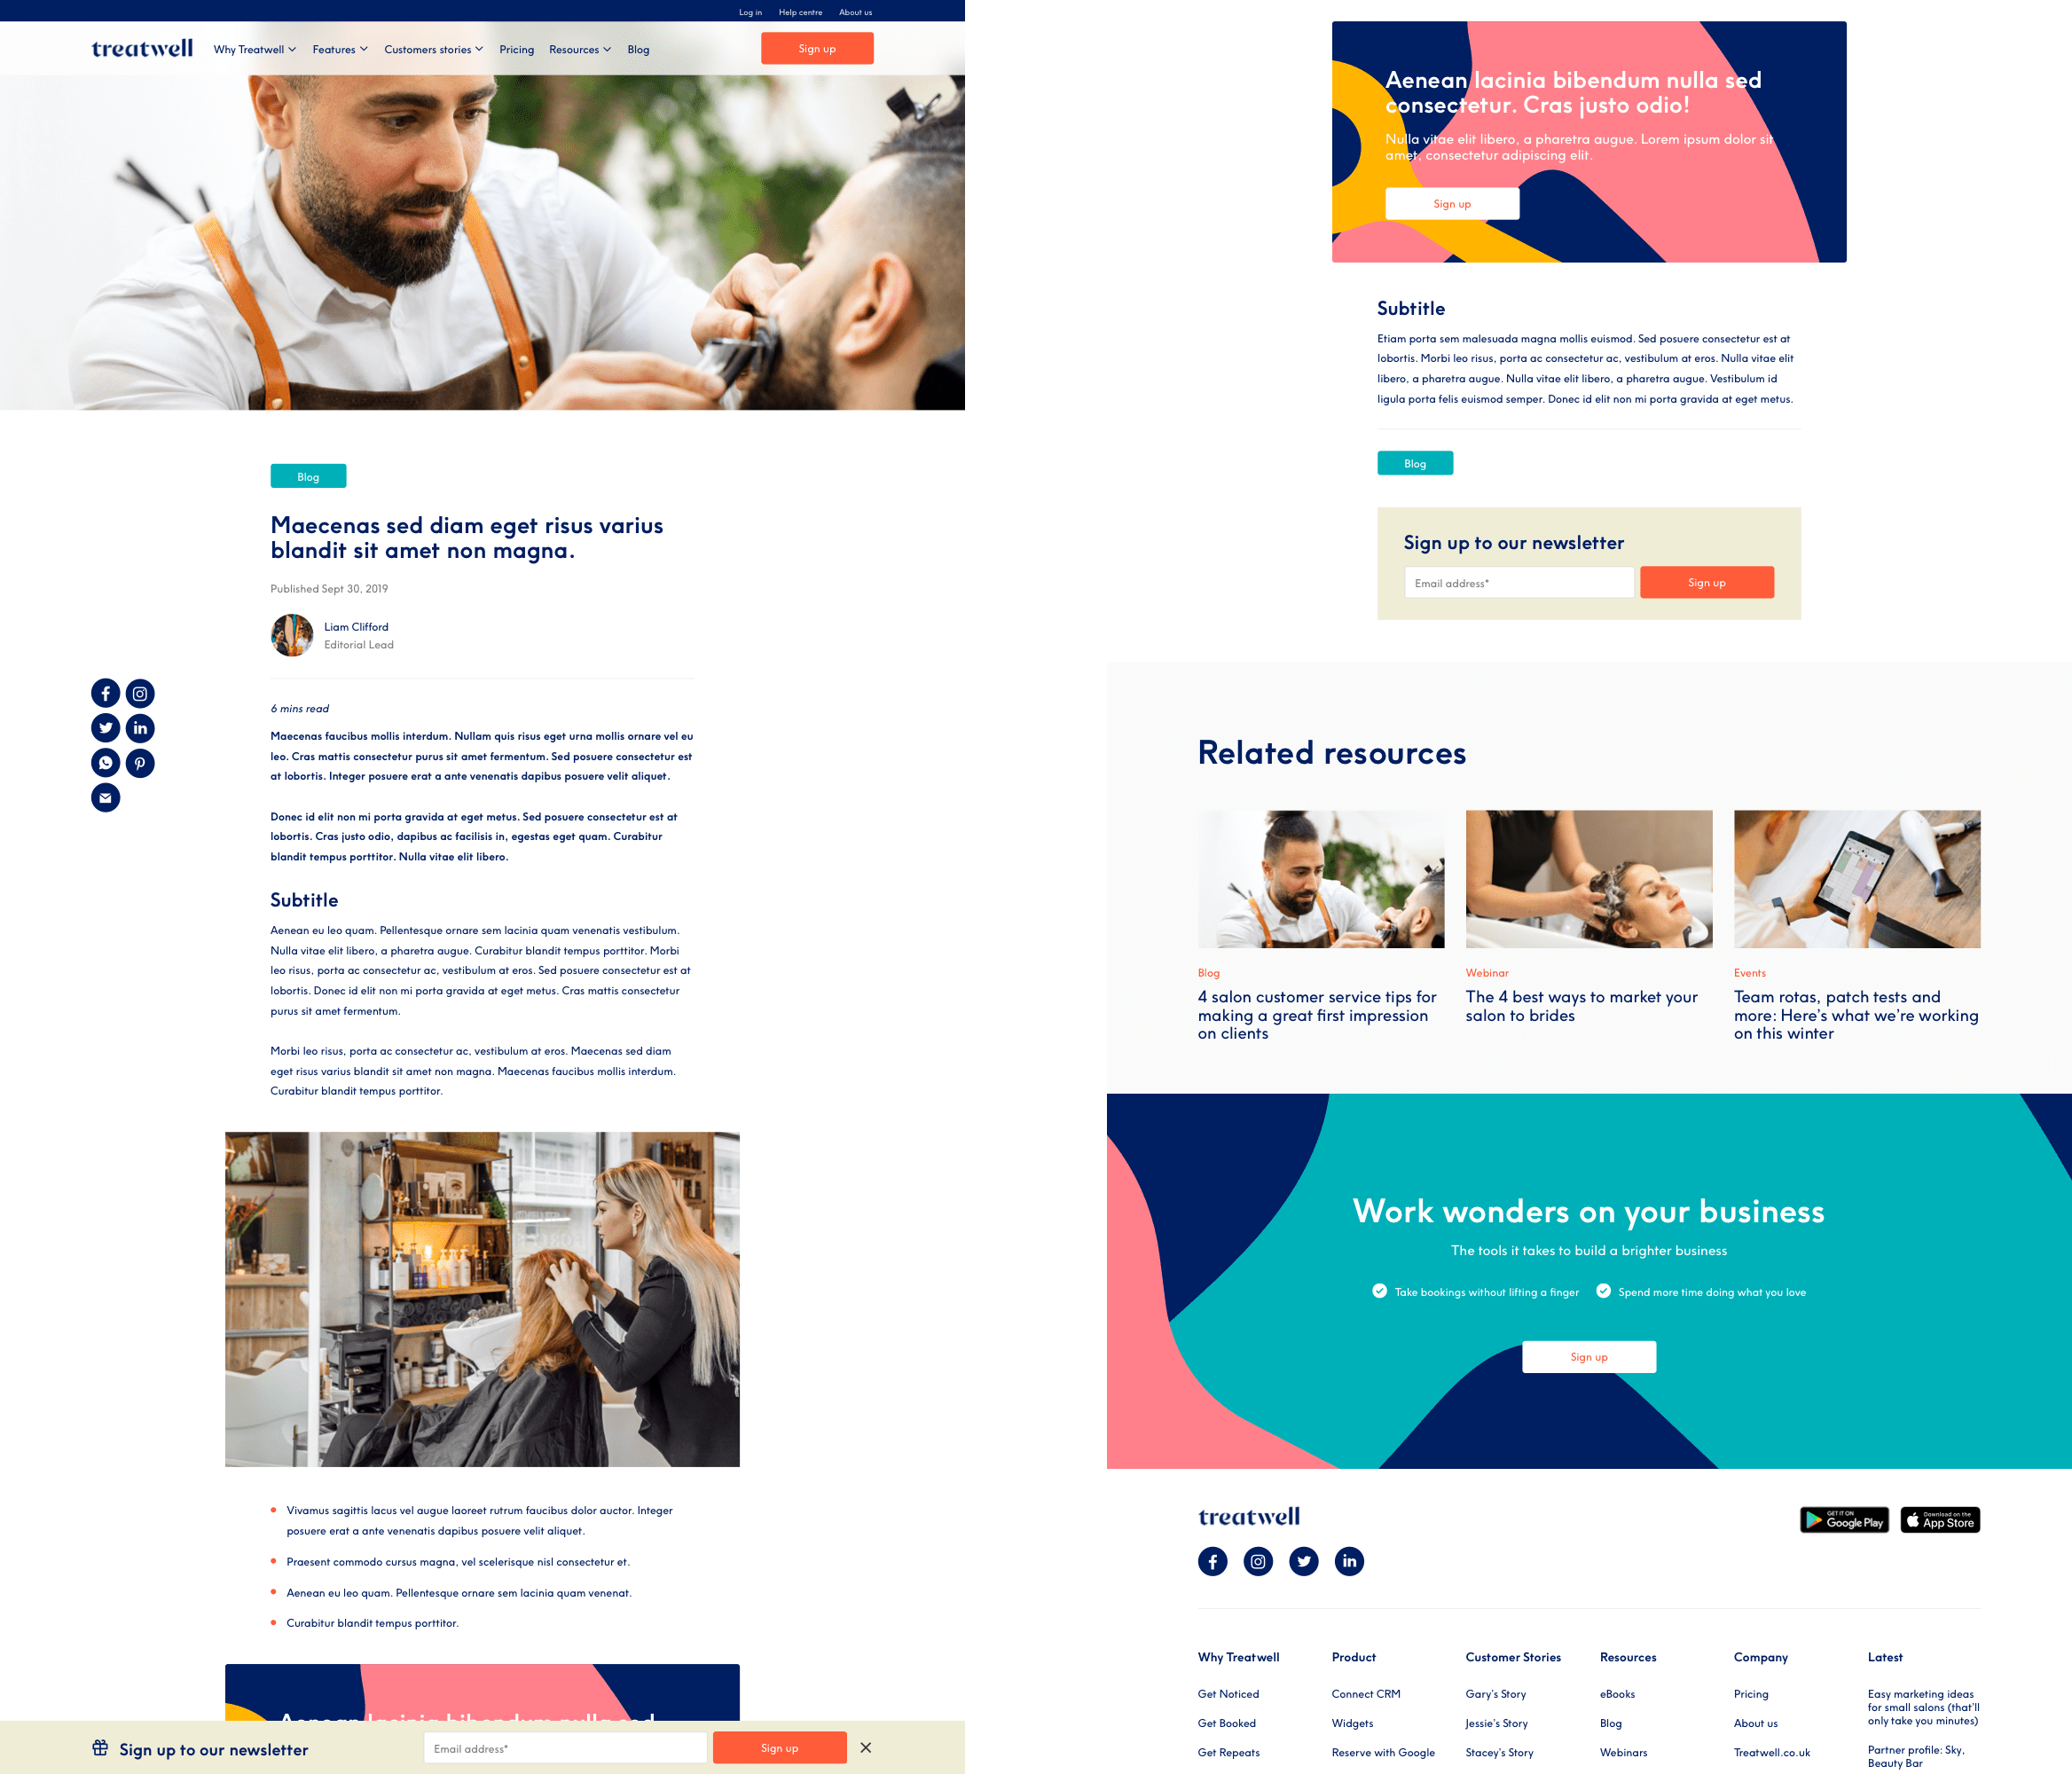 Log in
Help centre
About us
treatwell
Why Treatwell
Features
Customers stories
Pricing
Resources
Blog
Sign up
Blog
Maecenas sed diam eget risus varius
blandit sit amet non magna.
Published Sept 30, 2019
Liam Clifford
Editorial Lead
6 mins read
Maecenas faucibus mollis interdum. Nullam quis risus eget urna mollis ornare vel eu
leo. Cras mattis consectetur purus sit amet fermentum. Sed posuere consectetur est
at lobortis. Integer posuere erat a ante venenatis dapibus posuere velit aliquet.
Donec id elit non mi porta gravida at eget metus. Sed posuere consectetur est at
lobortis. Cras justo odio, dapibus ac facilisis in, egestas eget quam. Curabitur
blandit tempus porttitor. Nulla vitae elit libero.
Subtitle
Aenean eu leo quam. Pellentesque ornare sem lacinia quam venenatis vestibulum.
Nulla vitae elit libero, a pharetra augue. Curabitur blandit tempus porttitor. Morbi
leo risus, porta ac consectetur ac, vestibulum at eros. Sed posuere consectetur est at
lobortis. Donec id elit non mi porta gravida at eget metus. Cras mattis consectetur
purus sit amet fermentum.
Morbi leo risus, porta ac consectetur ac, vestibulum at eros. Maecenas sed diam
eget risus varius blandit sit amet non magna. Maecenas faucibus mollis interdum.
Curabitur blandit tempus porttitor.
Vivamus sagittis lacus vel augue laoreet rutrum faucibus dolor auctor. Integer
posuere erat a ante venenatis dapibus posuere velit aliquet.
Praesent commodo cursus magna, vel scelerisque nisl consectetur et.
Aenean eu leo quam. Pellentesque ornare sem lacinia quam venenat.
Curabitur blandit tempus porttitor.
Aenean lacinia bibendum nulla sed
Sign up to our newsletter
Email address*
Sign up
Aenean lacinia bibendum nulla sed
consectetur. Cras justo odio!
Nulla vitae elit libero, a pharetra augue. Lorem ipsum dolor sit
amet, consectetur adipiscing elit.
Sign up
Subtitle
Etiam porta sem malesuada magna mollis euismod. Sed posuere consectetur est at
lobortis. Morbi leo risus, porta ac consectetur ac, vestibulum at eros. Nulla vitae elit
libero, a pharetra augue. Nulla vitae elit libero, a pharetra augue. Vestibulum id
ligula porta felis euismod semper. Donec id elit non mi porta gravida at eget metus.
Blog
Sign up to our newsletter
Email address*
Sign up
Related resources
Blog
4 salon customer service tips for
making a great first impression
on clients
Webinar
The 4 best ways to market your
salon to brides
Events
Team rotas, patch tests and
more: Here's what we're working
on this winter
Work wonders on your business
The tools it takes to build a brighter business
Take bookings without lifting a finger
Spend more time doing what you love
Sign up
treatwell
GET IT ON
Google Play
Download on the
App Store
Why Treatwell
Get Noticed
Get Booked
Get Repeats
Product
Connect CRM
Widgets
Reserve with Google
Customer Stories
Gary's Story
Jessie's Story
Stacey's Story
Resources
eBooks
Blog
Webinars
Company
Pricing
About us
Treatwell.co.uk
Latest
Easy marketing ideas
for small salons (that'll
only take you minutes)
Partner profile: Sky,
Beauty Bar